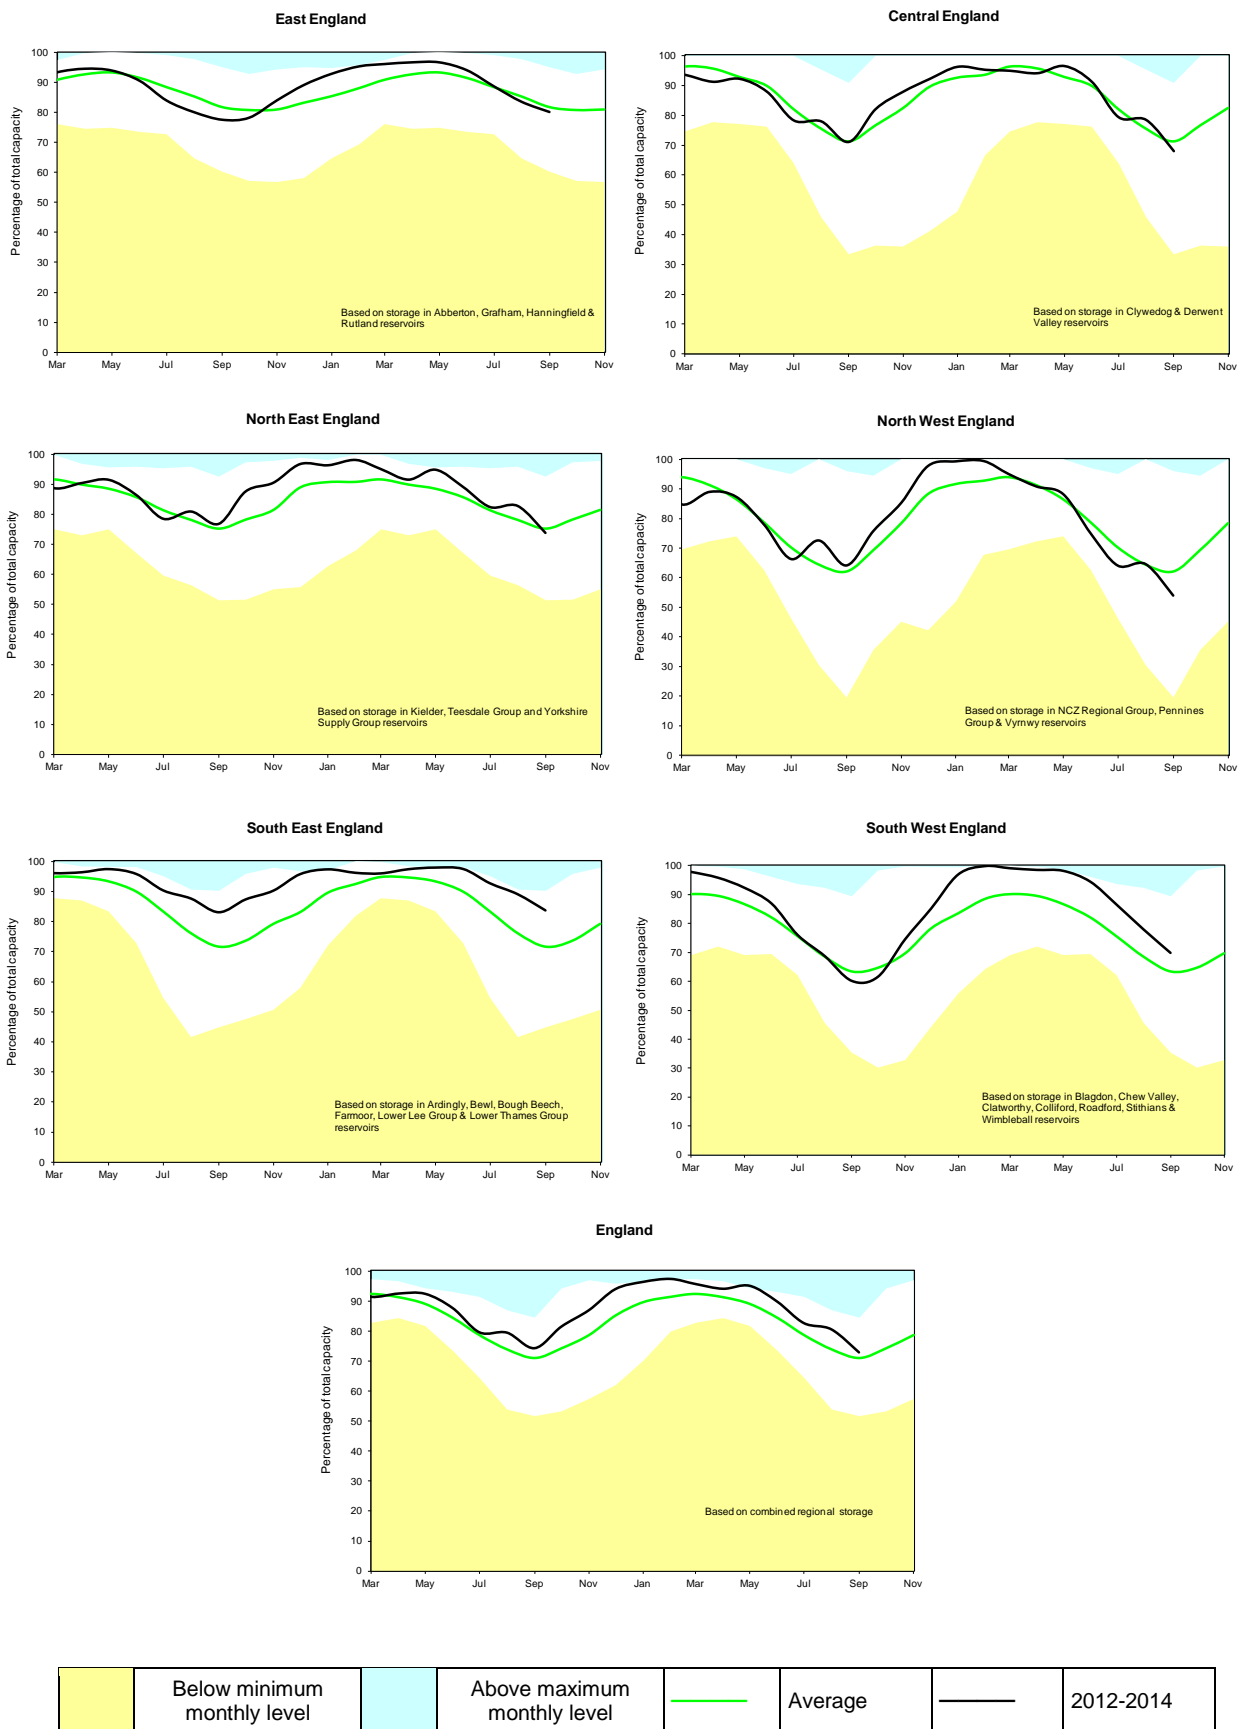 East England
Percentage of total capacity
100
90
80
70
60
50
40
30
20
10
0
Mar May Jul Sep Nov Jan Mar May Jul Sep Nov
Based on storage in Abberton, Grafham, Hanningfield &
Rutland reservoirs
Central England
Percentage of total capacity
100
90
80
70
60
50
40
30
20
10
0
Mar May Jul Sep Nov Jan Mar May Jul Sep Nov
Based on storage in Clywedog & Derwent
Valley reservoirs
North East England
Percentage of total capacity
100
90
80
70
60
50
40
30
20
10
0
Mar May Jul Sep Nov Jan Mar May Jul Sep Nov
Based on storage in Kielder, Teesdale Group and Yorkshire
Supply Group reservoirs
North West England
Percentage of total capacity
100
90
80
70
60
50
40
30
20
10
0
Mar May Jul Sep Nov Jan Mar May Jul Sep Nov
Based on storage in NCZ Regional Group, Pennines
Group & Vyrnwy reservoirs
South East England
Percentage of total capacity
100
90
80
70
60
50
40
30
20
10
0
Mar May Jul Sep Nov Jan Mar May Jul Sep Nov
Based on storage in Ardingly, Bewl, Bough Beech,
Farmoor, Lower Lee Group & Lower Thames Group
reservoirs
South West England
Percentage of total capacity
100
90
80
70
60
50
40
30
20
10
0
Mar May Jul Sep Nov Jan Mar May Jul Sep Nov
Based on storage in Blagdon, Chew Valley,
Clatworthy, Colliford, Roadford, Stithians &
Wimbleball reservoirs
England
Percentage of total capacity
100
90
80
70
60
50
40
30
20
10
0
Mar May Jul Sep Nov Jan Mar May Jul Sep Nov
Based on combined regional storage
Below minimum
monthly level
Above maximum
monthly level
Average
2012-2014